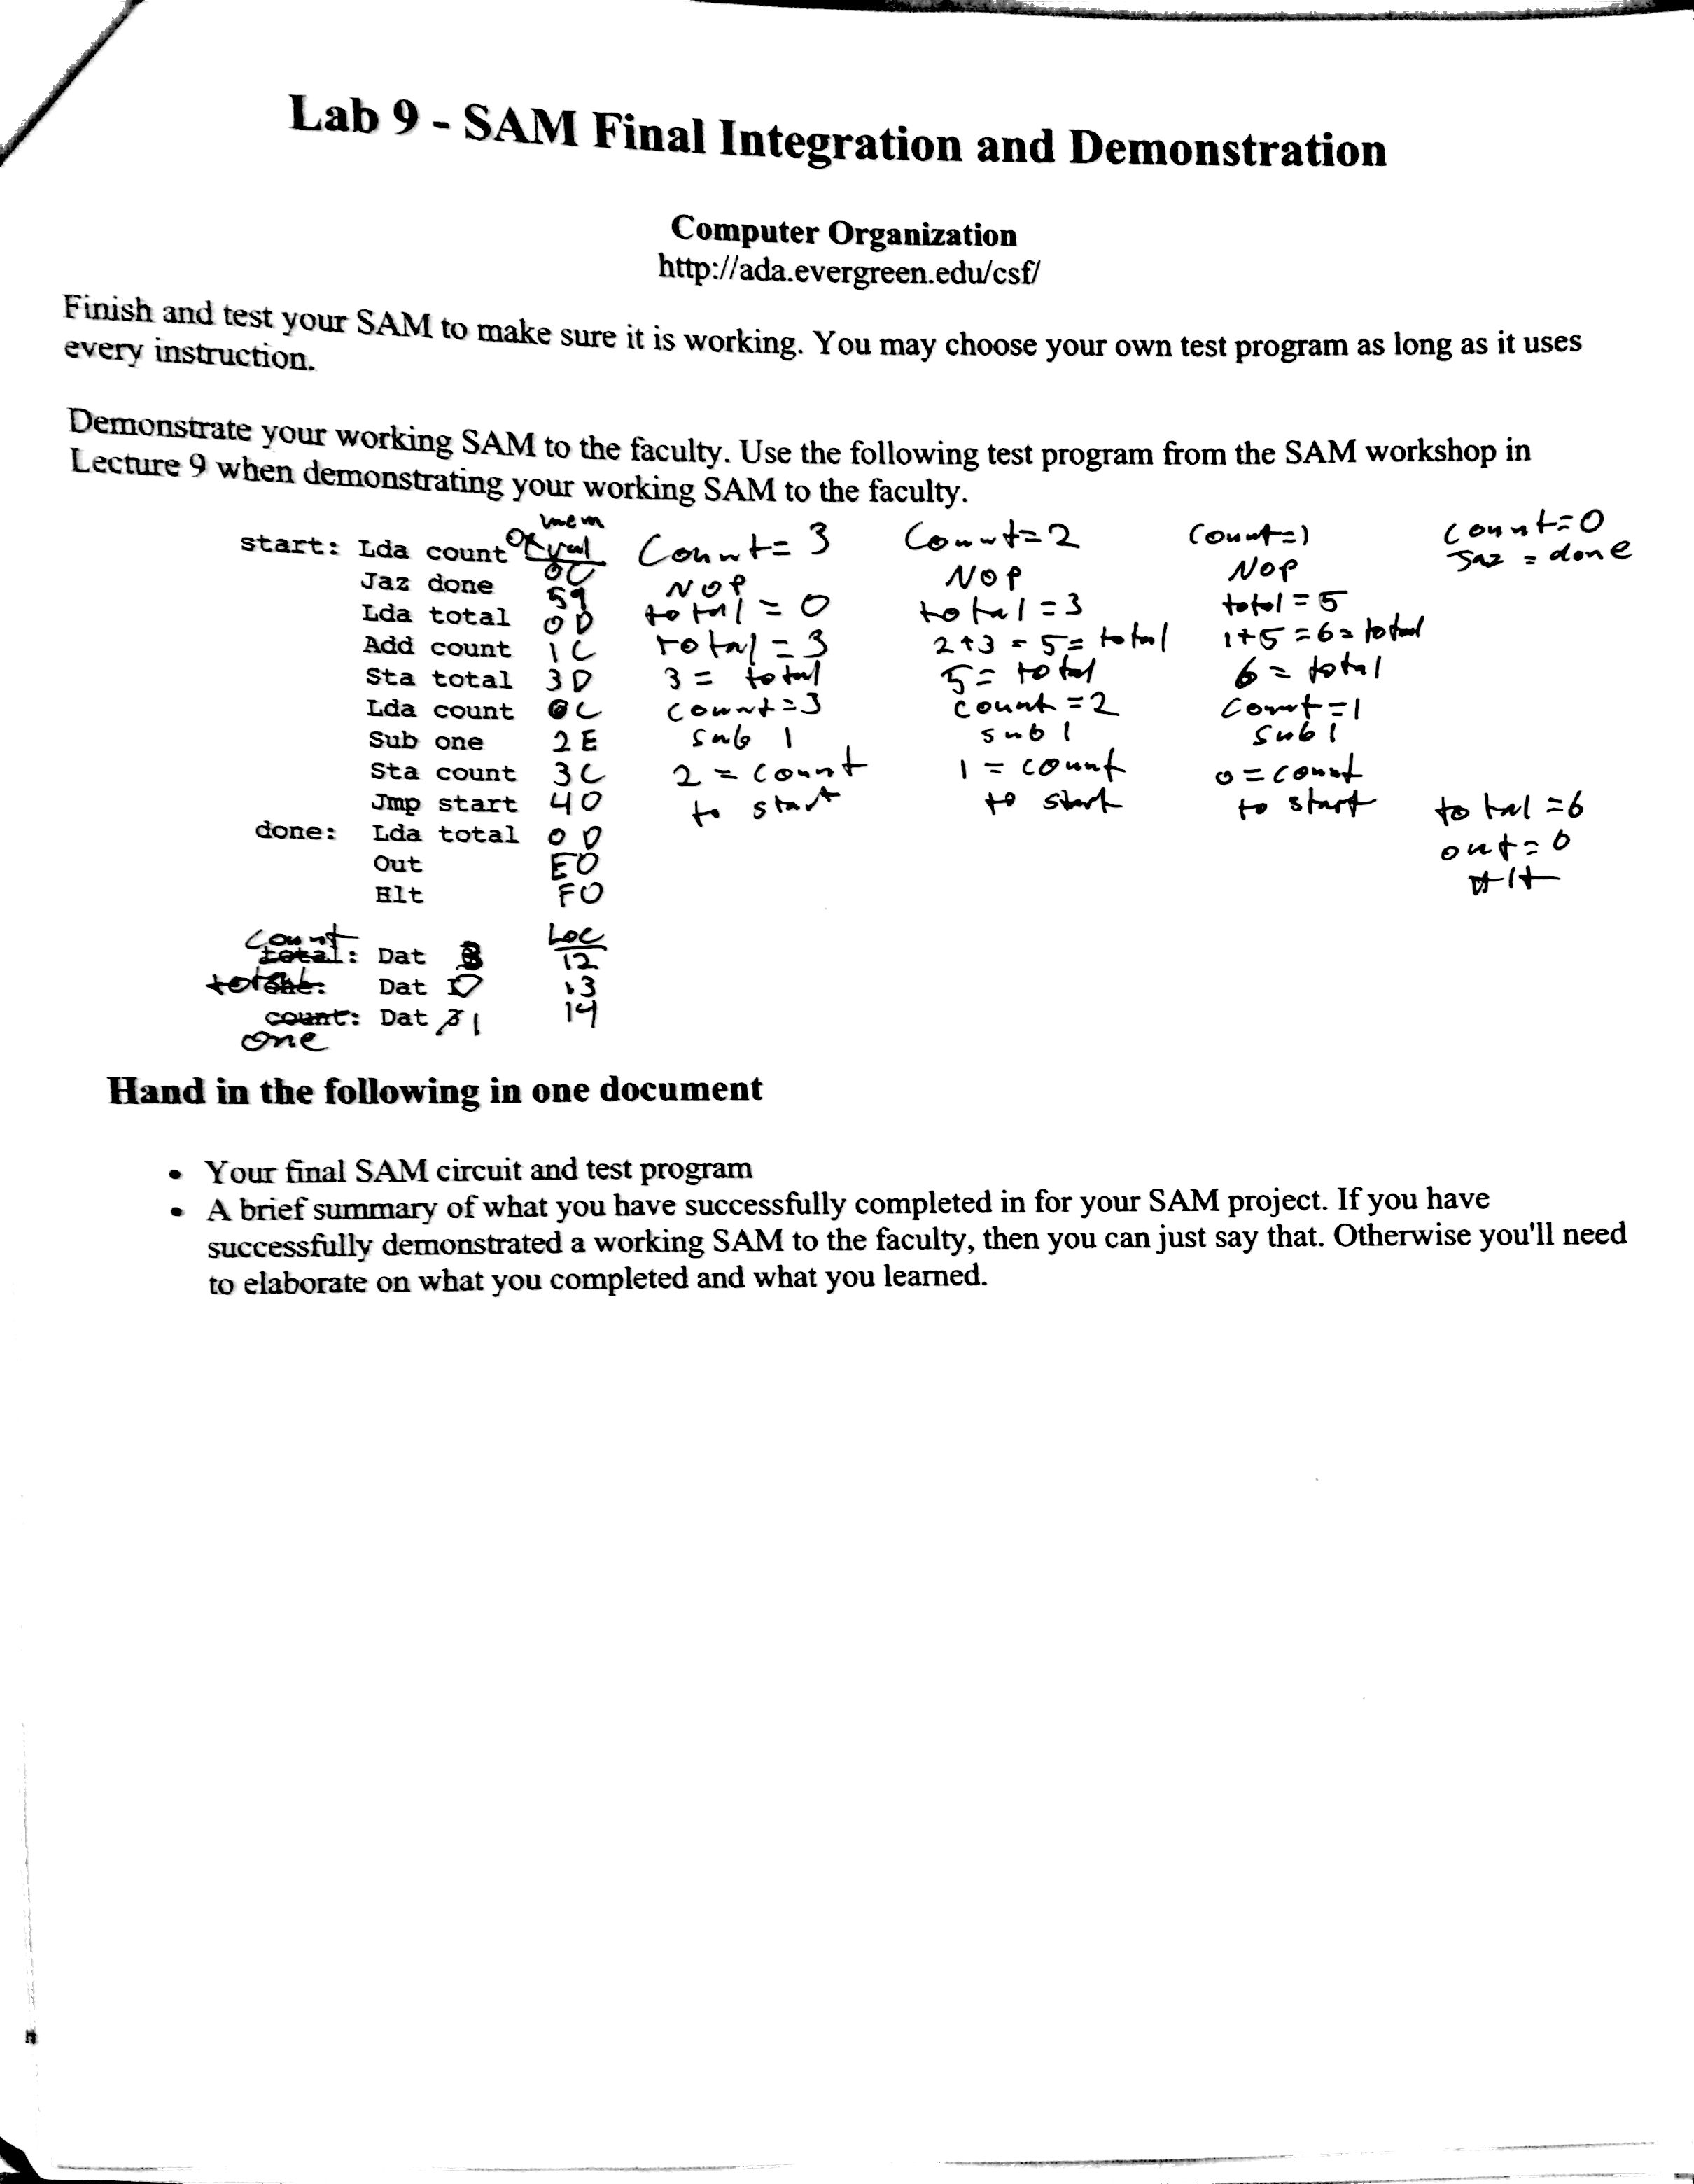 Lab 9 - SAM Final Integration and Demonstration
Computer Organization
http://ada.evergreen.edu/csf/
Finish and test your SAM to make sure it is working. You may choose your own test program as long as it uses
every instruction.
Demonstrate your working SAM to the faculty. Use the following test program from the SAM workshop in
Lecture 9 when demonstrating your working SAM to the faculty.
mem
start: Lda count 0C Count=3 Count=2 Count=1 count=0
Jaz done 59 NOP NOP NOP Jaz = done
Lda total 0D total=0 total=3 total=5
Add count 1C total=3 2+3=5=total 1+5=6=total
Sta total 3D 3=total 5=total 6=total
Lda count 0C count=3 count=2 count=1
Sub one 2E sub 1 sub 1 sub 1
Sta count 3C 2=count 1=count 0=count
Jmp start 40 to start to start to start
done: Lda total 0D total=6
Out E0 out=6
Hlt F0 Hlt
Loc
count total: Dat 3 12
total one: Dat 0 13
count: Dat 3 1 14
one
Hand in the following in one document
• Your final SAM circuit and test program
• A brief summary of what you have successfully completed in for your SAM project. If you have
successfully demonstrated a working SAM to the faculty, then you can just say that. Otherwise you'll need
to elaborate on what you completed and what you learned.